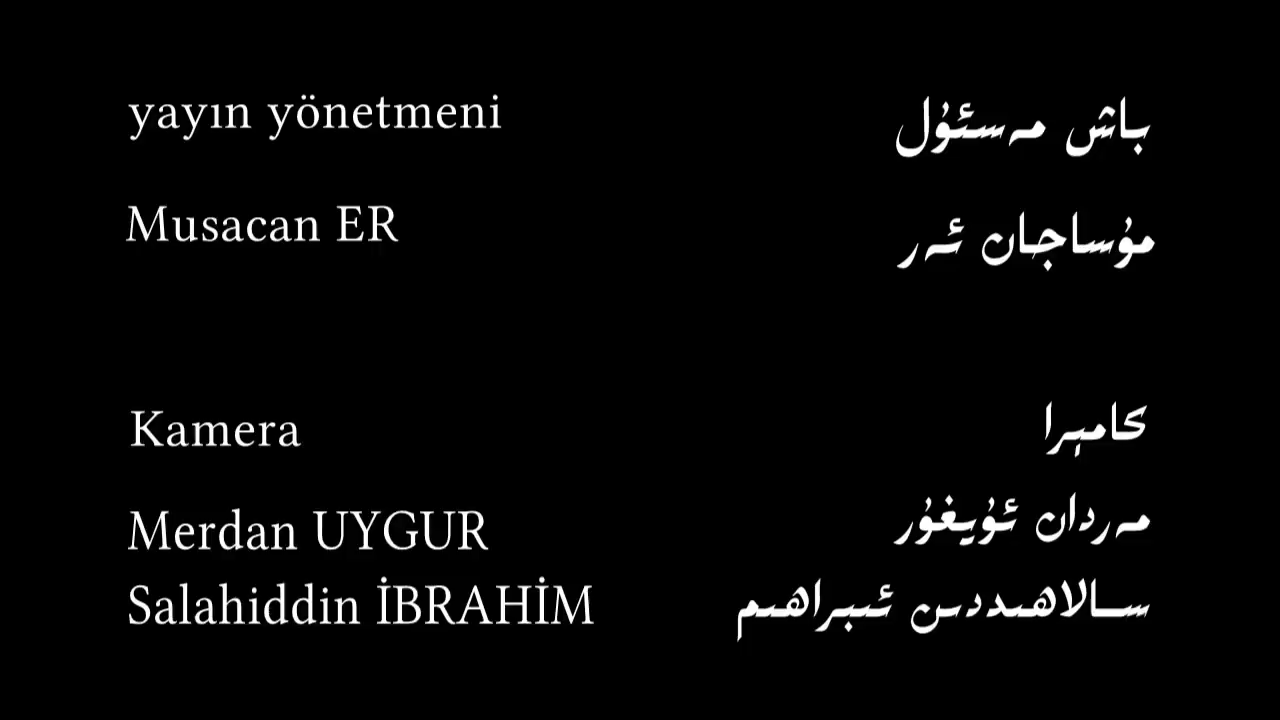 yayın yönetmeni
باش مەسئۇل
Musacan ER
مۇساجان ئەر
Kamera
كامېرا
Merdan UYGUR
مەردان ئۇيغۇر
Salahiddin İBRAHİM
سالاھىددىن ئىبراھىم